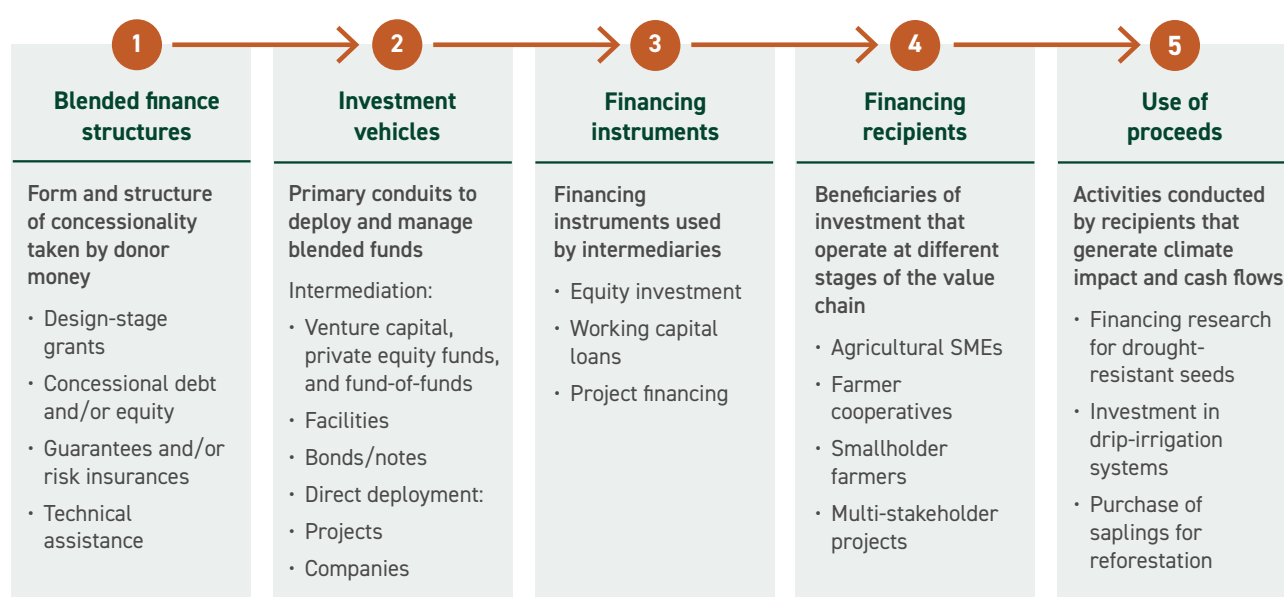 1
Blended finance
structures
Form and structure
of concessionality
taken by donor
money
· Design-stage
grants
· Concessional debt
and/or equity
· Guarantees and/or
risk insurances
· Technical
assistance
2
Investment
vehicles
Primary conduits to
deploy and manage
blended funds
Intermediation:
· Venture capital,
private equity funds,
and fund-of-funds
· Facilities
· Bonds/notes
· Direct deployment:
· Projects
· Companies
3
Financing
instruments
Financing
instruments used
by intermediaries
· Equity investment
· Working capital
loans
· Project financing
4
Financing
recipients
Beneficiaries of
investment that
operate at different
stages of the value
chain
· Agricultural SMEs
· Farmer
cooperatives
· Smallholder
farmers
· Multi-stakeholder
projects
5
Use of
proceeds
Activities conducted
by recipients that
generate climate
impact and cash flows
· Financing research
for drought-
resistant seeds
· Investment in
drip-irrigation
systems
· Purchase of
saplings for
reforestation